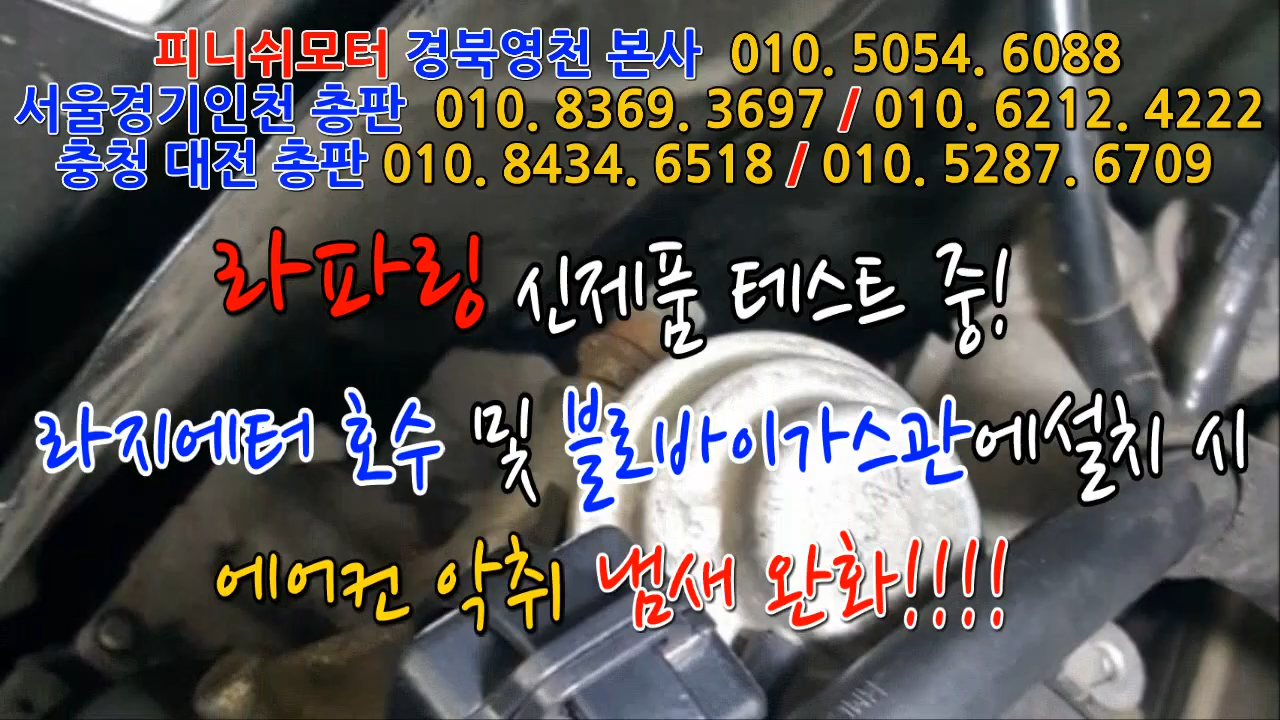 피니쉬모터 경북영천 본사 010. 5054. 6088
서울경기인천 총판 010. 8369. 3697 / 010. 6212. 4222
충청 대전 총판 010. 8434. 6518 / 010. 5287. 6709
라파링 신제품 테스트 중!
라지에터 호수 및 블로바이가스관에설치 시
에어컨 악취 냄새 완화!!!!